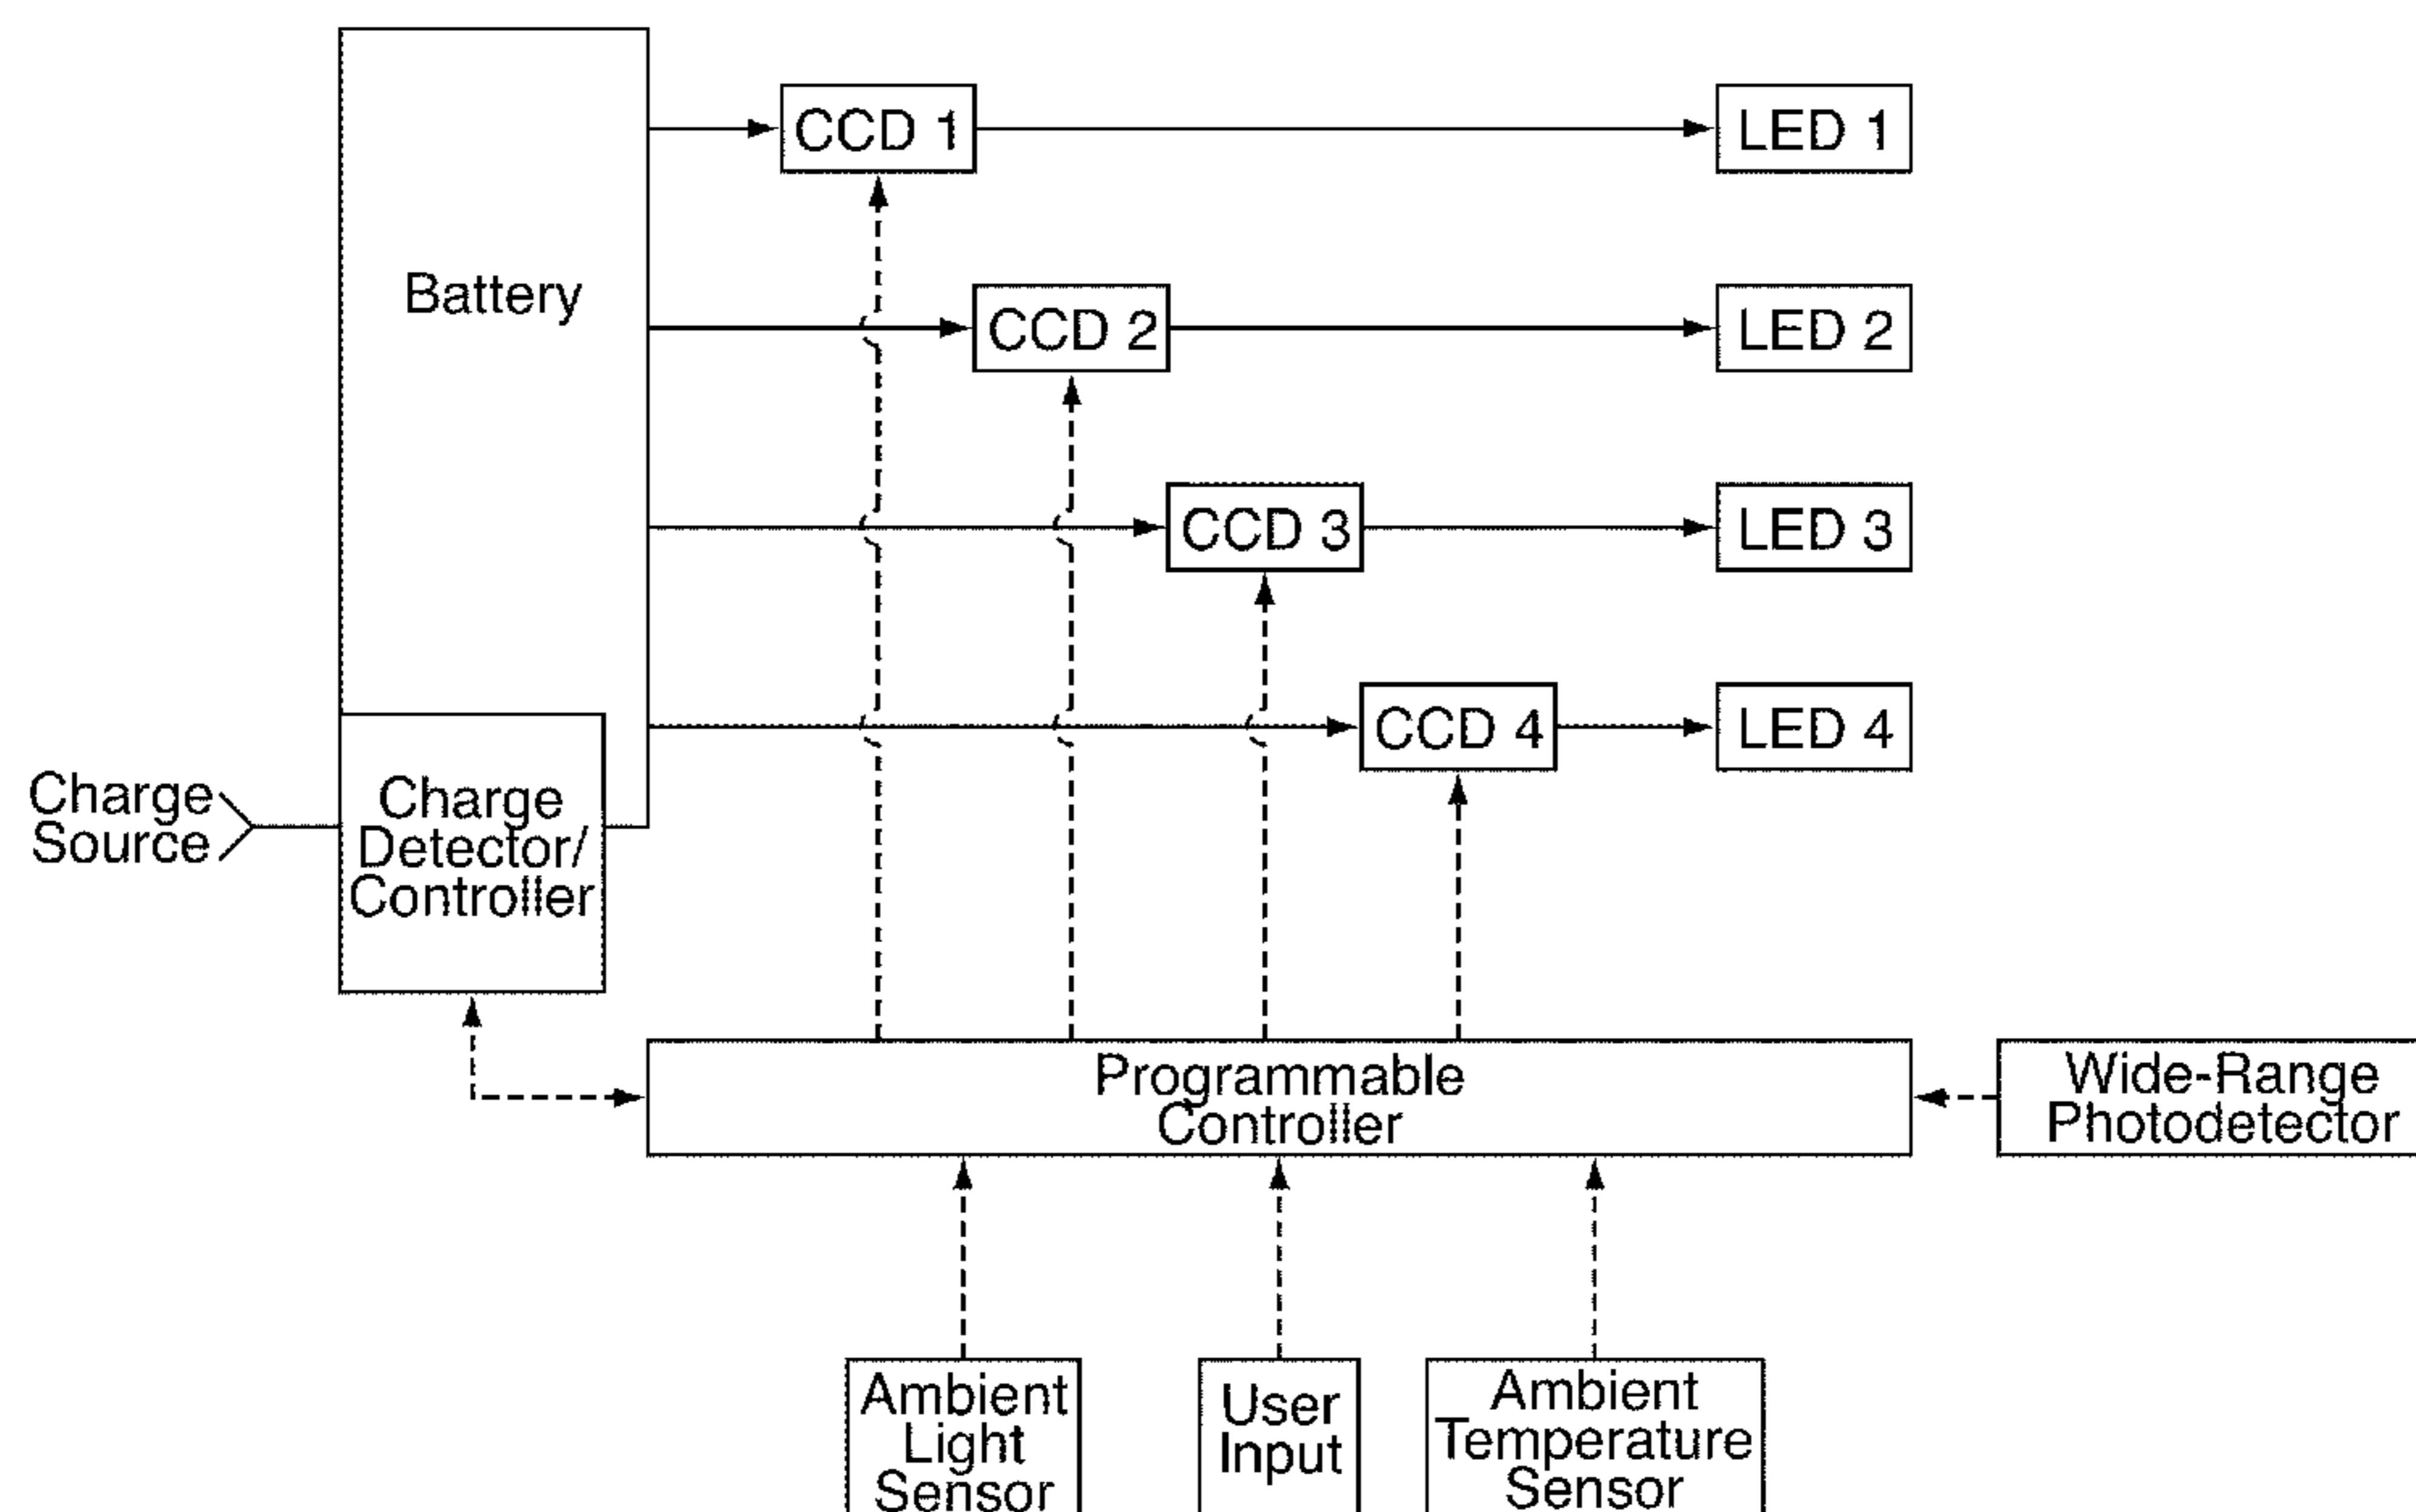 CCD 1
LED 1
Battery
CCD 2
LED 2
CCD 3
LED 3
CCD 4
LED 4
Charge
Source
Charge
Detector/
Controller
Programmable
Controller
Wide-Range
Photodetector
Ambient
Light
Sensor
User
Input
Ambient
Temperature
Sensor